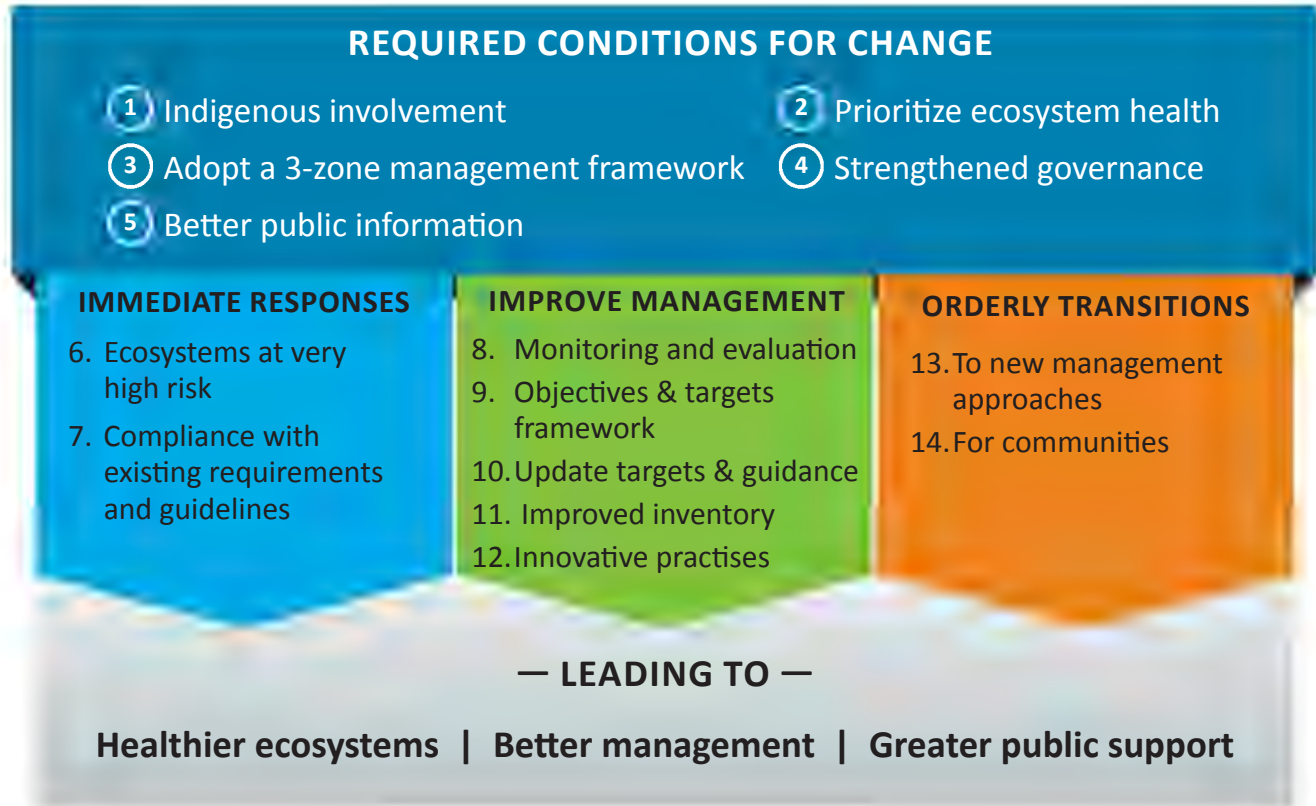 REQUIRED CONDITIONS FOR CHANGE
1 Indigenous involvement
2 Prioritize ecosystem health
3 Adopt a 3-zone management framework
4 Strengthened governance
5 Better public information
IMMEDIATE RESPONSES
6. Ecosystems at very
high risk
7. Compliance with
existing requirements
and guidelines
IMPROVE MANAGEMENT
8. Monitoring and evaluation
9. Objectives & targets
framework
10. Update targets & guidance
11. Improved inventory
12. Innovative practises
ORDERLY TRANSITIONS
13. To new management
approaches
14. For communities
— LEADING TO —
Healthier ecosystems | Better management | Greater public support